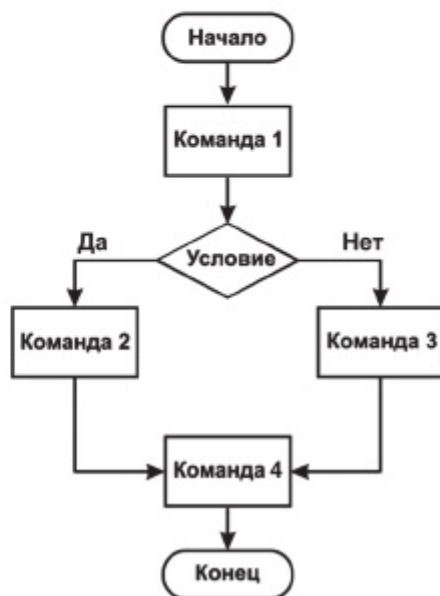 Начало
Команда 1
Да
Условие
Нет
Команда 2
Команда 3
Команда 4
Конец